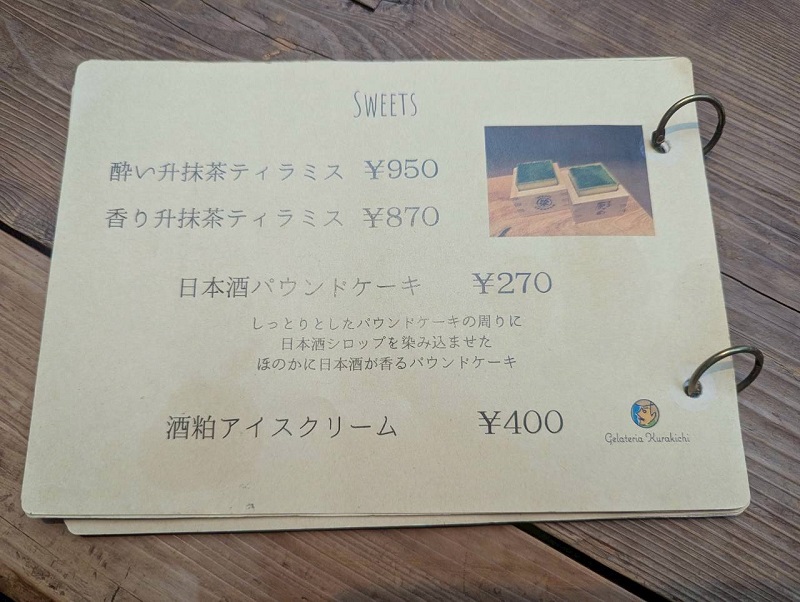 SWEETS
酔い升抹茶ティラミス ¥950
香り升抹茶ティラミス ¥870
日本酒パウンドケーキ ¥270
しっとりとしたパウンドケーキの周りに
日本酒シロップを染み込ませた
ほのかに日本酒が香るパウンドケーキ
酒粕アイスクリーム ¥400
Gelateria Kurakichi